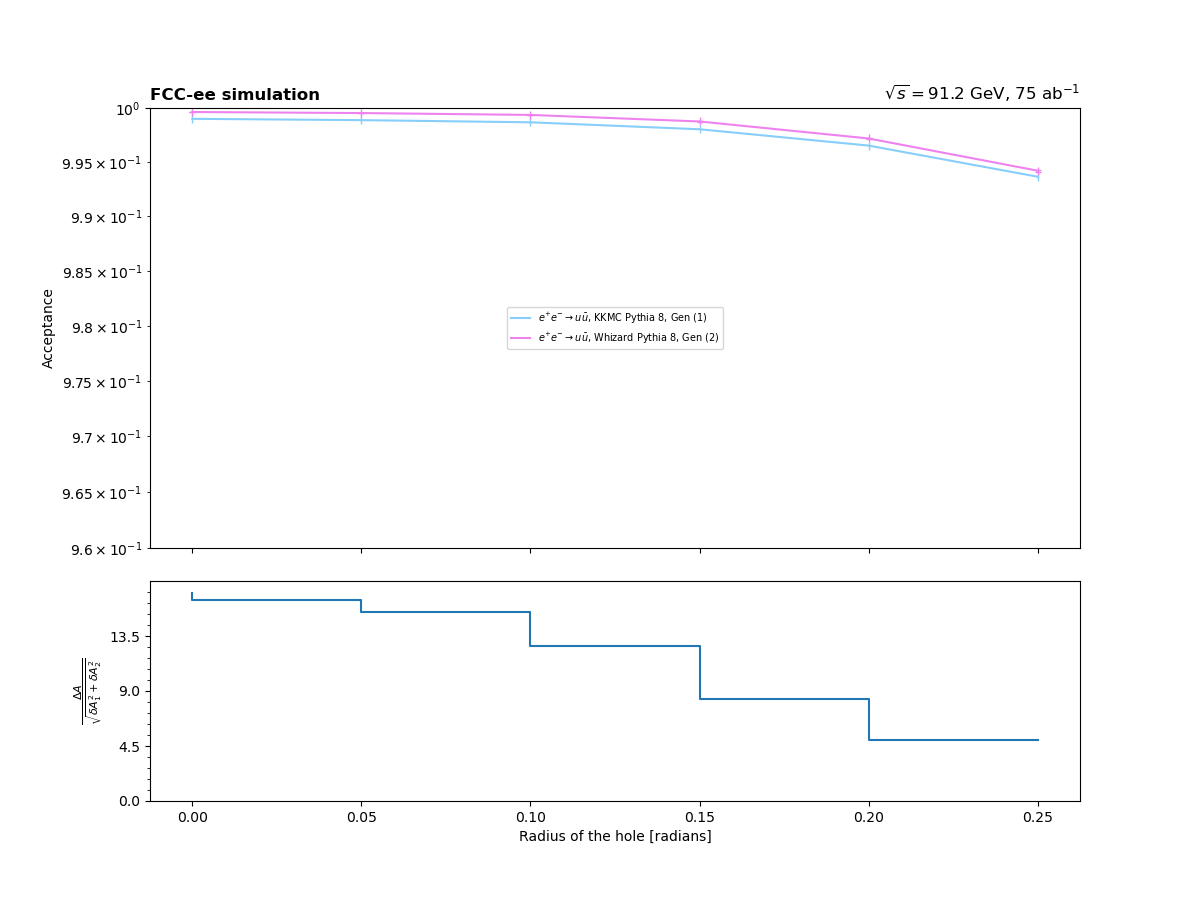 FCC-ee simulation
√s = 91.2 GeV, 75 ab⁻¹
10⁰
9.95 × 10⁻¹
9.9 × 10⁻¹
9.85 × 10⁻¹
9.8 × 10⁻¹
9.75 × 10⁻¹
9.7 × 10⁻¹
9.65 × 10⁻¹
9.6 × 10⁻¹
Acceptance
e⁺e⁻ → uū, KKMC Pythia 8, Gen (1)
e⁺e⁻ → uū, Whizard Pythia 8, Gen (2)
13.5
9.0
4.5
0.0
ΔA
√δA₁² + δA₂²
0.00 0.05 0.10 0.15 0.20 0.25
Radius of the hole [radians]